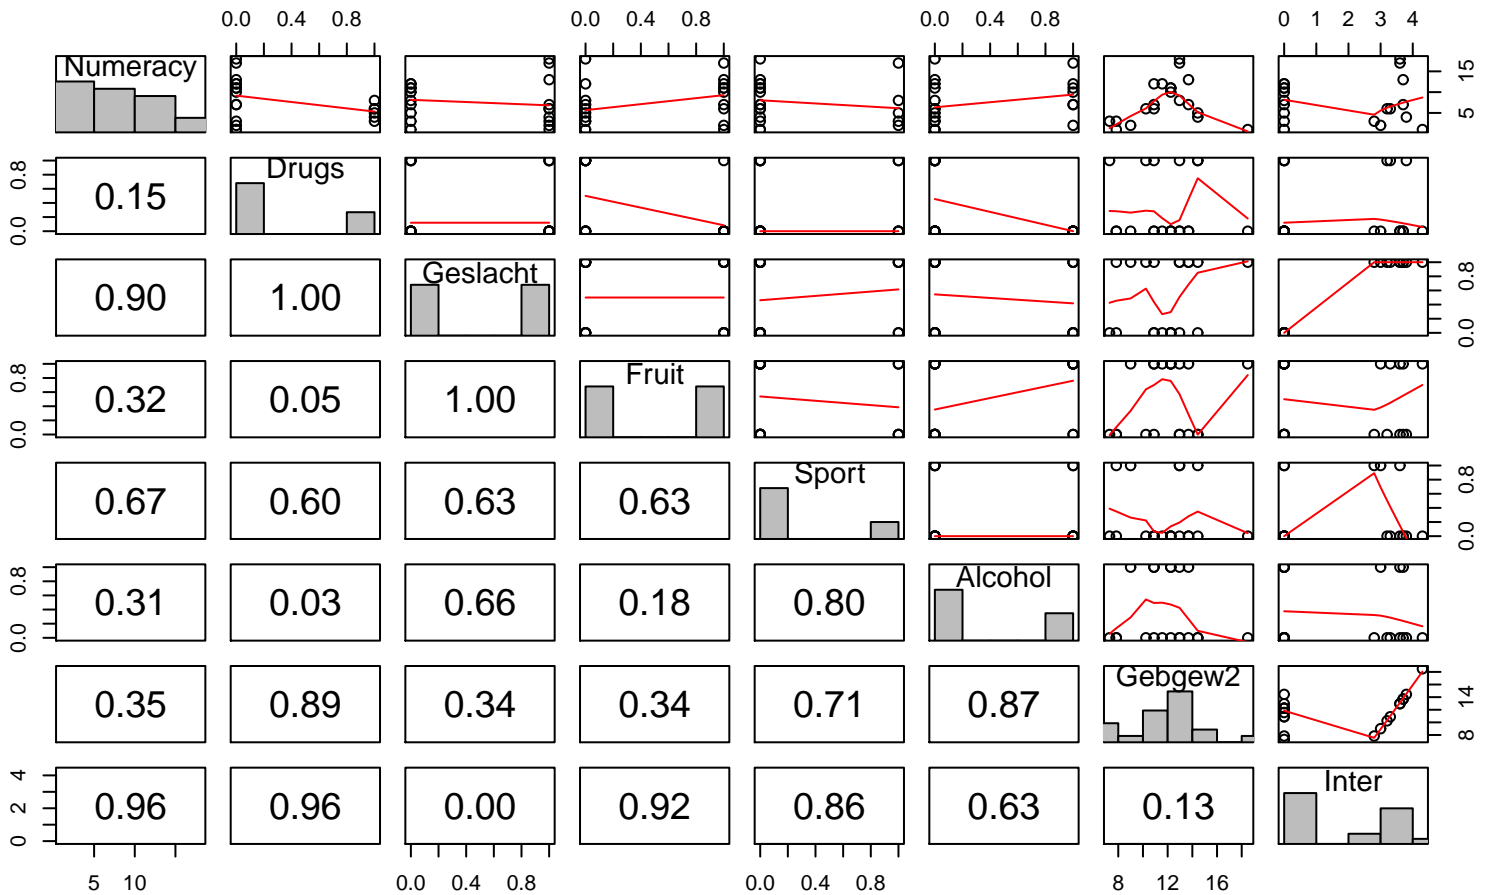 0.0 0.8 0.0 0.8 0.0 0.8 0 1 2 3 4
Numeracy 5 15
0.0 0.8 0.15 Drugs
0.90 1.00 Geslacht 0.0 0.8
0.0 0.8 0.32 0.05 1.00 Fruit
0.67 0.60 0.63 0.63 Sport 0.0 0.8
0.0 0.8 0.31 0.03 0.66 0.18 0.80 Alcohol
0.35 0.89 0.34 0.34 0.71 0.87 Gebgew2 8 14
0 2 4 0.96 0.96 0.00 0.92 0.86 0.63 0.13 Inter
5 10 0.0 0.4 0.8 0.0 0.4 0.8 8 12 16